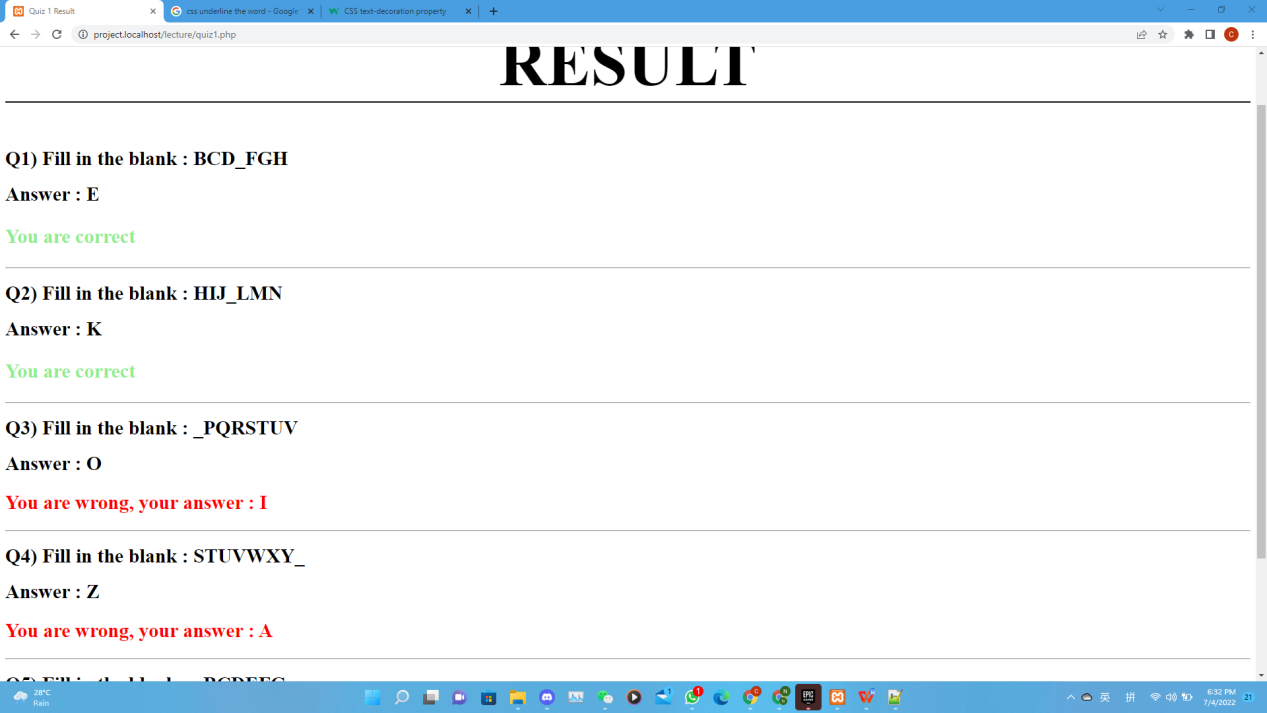 Quiz 1 Result
css underline the word - Google
CSS text-decoration property
project.localhost/lecture/quiz1.php
C
RESULT
Q1) Fill in the blank : BCD_FGH
Answer : E
You are correct
Q2) Fill in the blank : HIJ_LMN
Answer : K
You are correct
Q3) Fill in the blank : _PQRSTUV
Answer : O
You are wrong, your answer : I
Q4) Fill in the blank : STUVWXY_
Answer : Z
You are wrong, your answer : A
28°C
Rain
英
拼
6:32 PM
7/4/2022
21